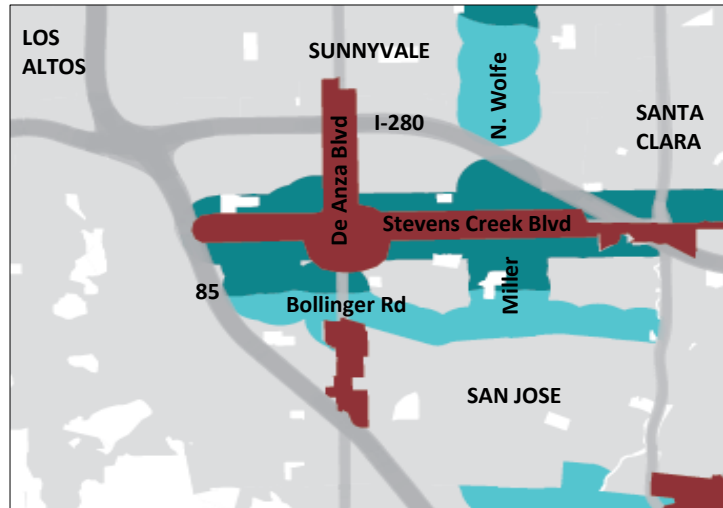 LOS
ALTOS
SUNNYVALE
N. Wolfe
I-280
SANTA
CLARA
De Anza Blvd
Stevens Creek Blvd
85
Bollinger Rd
Miller
SAN JOSE